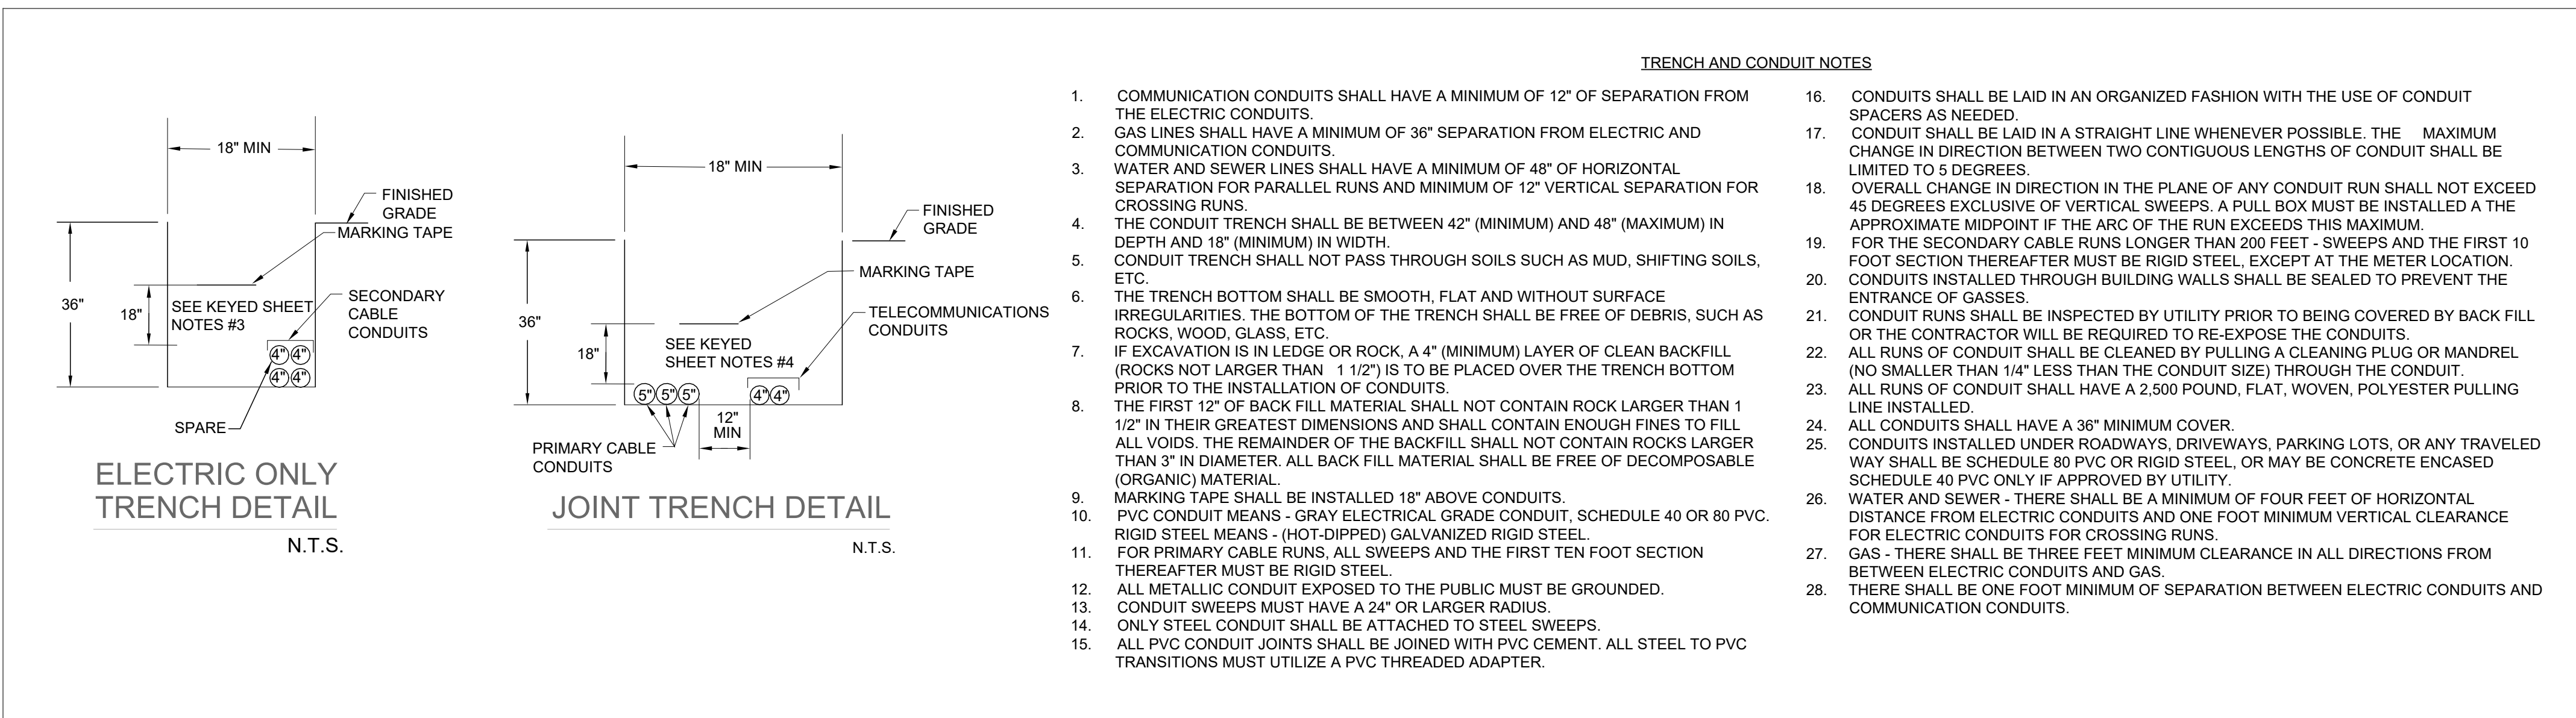 18" MIN
FINISHED
GRADE
MARKING TAPE
36"
18"
SEE KEYED SHEET
NOTES #3
SECONDARY
CABLE
CONDUITS
4" 4"
4" 4"
SPARE
ELECTRIC ONLY
TRENCH DETAIL
N.T.S.
18" MIN
FINISHED
GRADE
MARKING TAPE
TELECOMMUNICATIONS
CONDUITS
36"
18"
SEE KEYED
SHEET NOTES #4
5" 5" 5"
4" 4"
12"
MIN
PRIMARY CABLE
CONDUITS
JOINT TRENCH DETAIL
N.T.S.
TRENCH AND CONDUIT NOTES
1. COMMUNICATION CONDUITS SHALL HAVE A MINIMUM OF 12" OF SEPARATION FROM
THE ELECTRIC CONDUITS.
2. GAS LINES SHALL HAVE A MINIMUM OF 36" SEPARATION FROM ELECTRIC AND
COMMUNICATION CONDUITS.
3. WATER AND SEWER LINES SHALL HAVE A MINIMUM OF 48" OF HORIZONTAL
SEPARATION FOR PARALLEL RUNS AND MINIMUM OF 12" VERTICAL SEPARATION FOR
CROSSING RUNS.
4. THE CONDUIT TRENCH SHALL BE BETWEEN 42" (MINIMUM) AND 48" (MAXIMUM) IN
DEPTH AND 18" (MINIMUM) IN WIDTH.
5. CONDUIT TRENCH SHALL NOT PASS THROUGH SOILS SUCH AS MUD, SHIFTING SOILS,
ETC.
6. THE TRENCH BOTTOM SHALL BE SMOOTH, FLAT AND WITHOUT SURFACE
IRREGULARITIES. THE BOTTOM OF THE TRENCH SHALL BE FREE OF DEBRIS, SUCH AS
ROCKS, WOOD, GLASS, ETC.
7. IF EXCAVATION IS IN LEDGE OR ROCK, A 4" (MINIMUM) LAYER OF CLEAN BACKFILL
(ROCKS NOT LARGER THAN 1 1/2") IS TO BE PLACED OVER THE TRENCH BOTTOM
PRIOR TO THE INSTALLATION OF CONDUITS.
8. THE FIRST 12" OF BACK FILL MATERIAL SHALL NOT CONTAIN ROCK LARGER THAN 1
1/2" IN THEIR GREATEST DIMENSIONS AND SHALL CONTAIN ENOUGH FINES TO FILL
ALL VOIDS. THE REMAINDER OF THE BACKFILL SHALL NOT CONTAIN ROCKS LARGER
THAN 3" IN DIAMETER. ALL BACK FILL MATERIAL SHALL BE FREE OF DECOMPOSABLE
(ORGANIC) MATERIAL.
9. MARKING TAPE SHALL BE INSTALLED 18" ABOVE CONDUITS.
10. PVC CONDUIT MEANS - GRAY ELECTRICAL GRADE CONDUIT, SCHEDULE 40 OR 80 PVC.
RIGID STEEL MEANS - (HOT-DIPPED) GALVANIZED RIGID STEEL.
11. FOR PRIMARY CABLE RUNS, ALL SWEEPS AND THE FIRST TEN FOOT SECTION
THEREAFTER MUST BE RIGID STEEL.
12. ALL METALLIC CONDUIT EXPOSED TO THE PUBLIC MUST BE GROUNDED.
13. CONDUIT SWEEPS MUST HAVE A 24" OR LARGER RADIUS.
14. ONLY STEEL CONDUIT SHALL BE ATTACHED TO STEEL SWEEPS.
15. ALL PVC CONDUIT JOINTS SHALL BE JOINED WITH PVC CEMENT. ALL STEEL TO PVC
TRANSITIONS MUST UTILIZE A PVC THREADED ADAPTER.
16. CONDUITS SHALL BE LAID IN AN ORGANIZED FASHION WITH THE USE OF CONDUIT
SPACERS AS NEEDED.
17. CONDUIT SHALL BE LAID IN A STRAIGHT LINE WHENEVER POSSIBLE. THE MAXIMUM
CHANGE IN DIRECTION BETWEEN TWO CONTIGUOUS LENGTHS OF CONDUIT SHALL BE
LIMITED TO 5 DEGREES.
18. OVERALL CHANGE IN DIRECTION IN THE PLANE OF ANY CONDUIT RUN SHALL NOT EXCEED
45 DEGREES EXCLUSIVE OF VERTICAL SWEEPS. A PULL BOX MUST BE INSTALLED A THE
APPROXIMATE MIDPOINT IF THE ARC OF THE RUN EXCEEDS THIS MAXIMUM.
19. FOR THE SECONDARY CABLE RUNS LONGER THAN 200 FEET - SWEEPS AND THE FIRST 10
FOOT SECTION THEREAFTER MUST BE RIGID STEEL, EXCEPT AT THE METER LOCATION.
20. CONDUITS INSTALLED THROUGH BUILDING WALLS SHALL BE SEALED TO PREVENT THE
ENTRANCE OF GASSES.
21. CONDUIT RUNS SHALL BE INSPECTED BY UTILITY PRIOR TO BEING COVERED BY BACK FILL
OR THE CONTRACTOR WILL BE REQUIRED TO RE-EXPOSE THE CONDUITS.
22. ALL RUNS OF CONDUIT SHALL BE CLEANED BY PULLING A CLEANING PLUG OR MANDREL
(NO SMALLER THAN 1/4" LESS THAN THE CONDUIT SIZE) THROUGH THE CONDUIT.
23. ALL RUNS OF CONDUIT SHALL HAVE A 2,500 POUND, FLAT, WOVEN, POLYESTER PULLING
LINE INSTALLED.
24. ALL CONDUITS SHALL HAVE A 36" MINIMUM COVER.
25. CONDUITS INSTALLED UNDER ROADWAYS, DRIVEWAYS, PARKING LOTS, OR ANY TRAVELED
WAY SHALL BE SCHEDULE 80 PVC OR RIGID STEEL, OR MAY BE CONCRETE ENCASED
SCHEDULE 40 PVC ONLY IF APPROVED BY UTILITY.
26. WATER AND SEWER - THERE SHALL BE A MINIMUM OF FOUR FEET OF HORIZONTAL
DISTANCE FROM ELECTRIC CONDUITS AND ONE FOOT MINIMUM VERTICAL CLEARANCE
FOR ELECTRIC CONDUITS FOR CROSSING RUNS.
27. GAS - THERE SHALL BE THREE FEET MINIMUM CLEARANCE IN ALL DIRECTIONS FROM
BETWEEN ELECTRIC CONDUITS AND GAS.
28. THERE SHALL BE ONE FOOT MINIMUM OF SEPARATION BETWEEN ELECTRIC CONDUITS AND
COMMUNICATION CONDUITS.